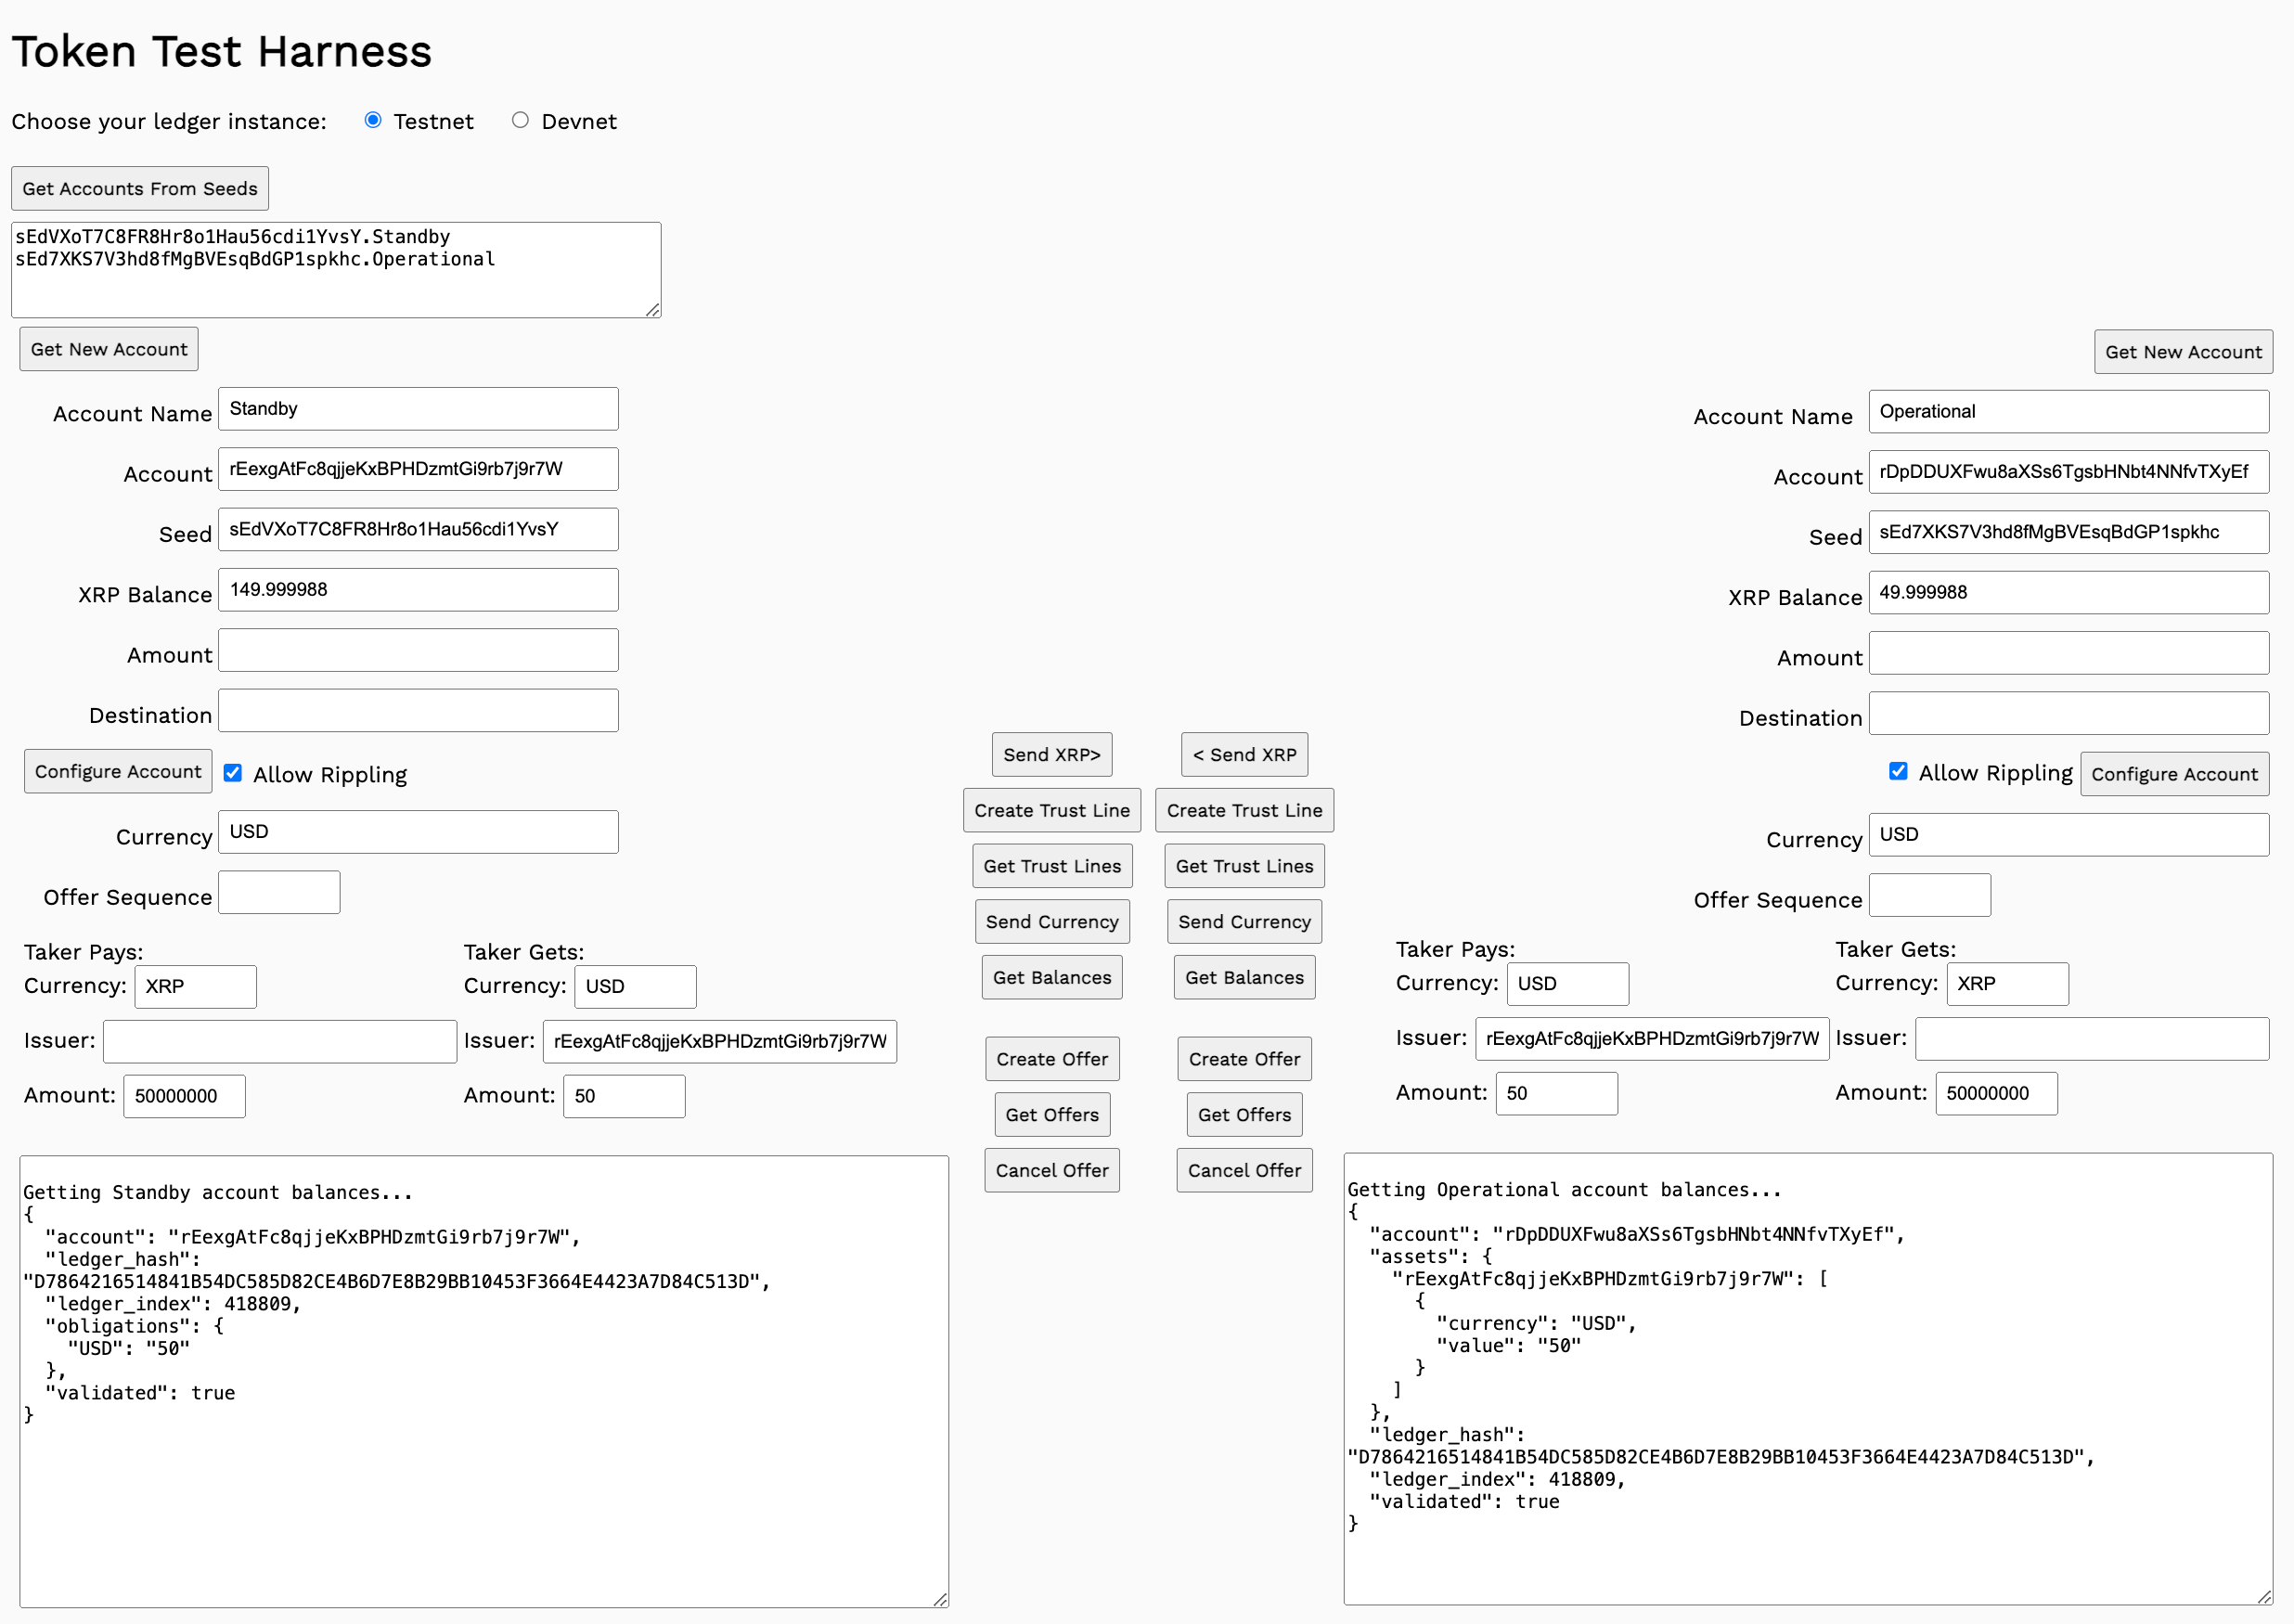 Token Test Harness
Choose your ledger instance: Testnet Devnet
Get Accounts From Seeds
sEdVXoT7C8FR8Hr8o1Hau56cdi1YvsY.Standby
sEd7XKS7V3hd8fMgBVEsqBdGP1spkhc.Operational
Get New Account
Account Name Standby
Account rEexgAtFc8qjjeKxBPHDzmtGi9rb7j9r7W
Seed sEdVXoT7C8FR8Hr8o1Hau56cdi1YvsY
XRP Balance 149.999988
Amount
Destination
Configure Account Allow Rippling
Currency USD
Offer Sequence
Taker Pays: Taker Gets:
Currency: XRP Currency: USD
Issuer: Issuer: rEexgAtFc8qjjeKxBPHDzmtGi9rb7j9r7W
Amount: 50000000 Amount: 50
Getting Standby account balances...
{
"account": "rEexgAtFc8qjjeKxBPHDzmtGi9rb7j9r7W",
"ledger_hash":
"D7864216514841B54DC585D82CE4B6D7E8B29BB10453F3664E4423A7D84C513D",
"ledger_index": 418809,
"obligations": {
"USD": "50"
},
"validated": true
}
Send XRP> < Send XRP
Create Trust Line Create Trust Line
Get Trust Lines Get Trust Lines
Send Currency Send Currency
Get Balances Get Balances
Create Offer Create Offer
Get Offers Get Offers
Cancel Offer Cancel Offer
Get New Account
Account Name Operational
Account rDpDDUXFwu8aXSs6TgsbHNbt4NNfvTXyEf
Seed sEd7XKS7V3hd8fMgBVEsqBdGP1spkhc
XRP Balance 49.999988
Amount
Destination
Allow Rippling Configure Account
Currency USD
Offer Sequence
Taker Pays: Taker Gets:
Currency: USD Currency: XRP
Issuer: rEexgAtFc8qjjeKxBPHDzmtGi9rb7j9r7W Issuer:
Amount: 50 Amount: 50000000
Getting Operational account balances...
{
"account": "rDpDDUXFwu8aXSs6TgsbHNbt4NNfvTXyEf",
"assets": {
"rEexgAtFc8qjjeKxBPHDzmtGi9rb7j9r7W": [
{
"currency": "USD",
"value": "50"
}
]
},
"ledger_hash":
"D7864216514841B54DC585D82CE4B6D7E8B29BB10453F3664E4423A7D84C513D",
"ledger_index": 418809,
"validated": true
}